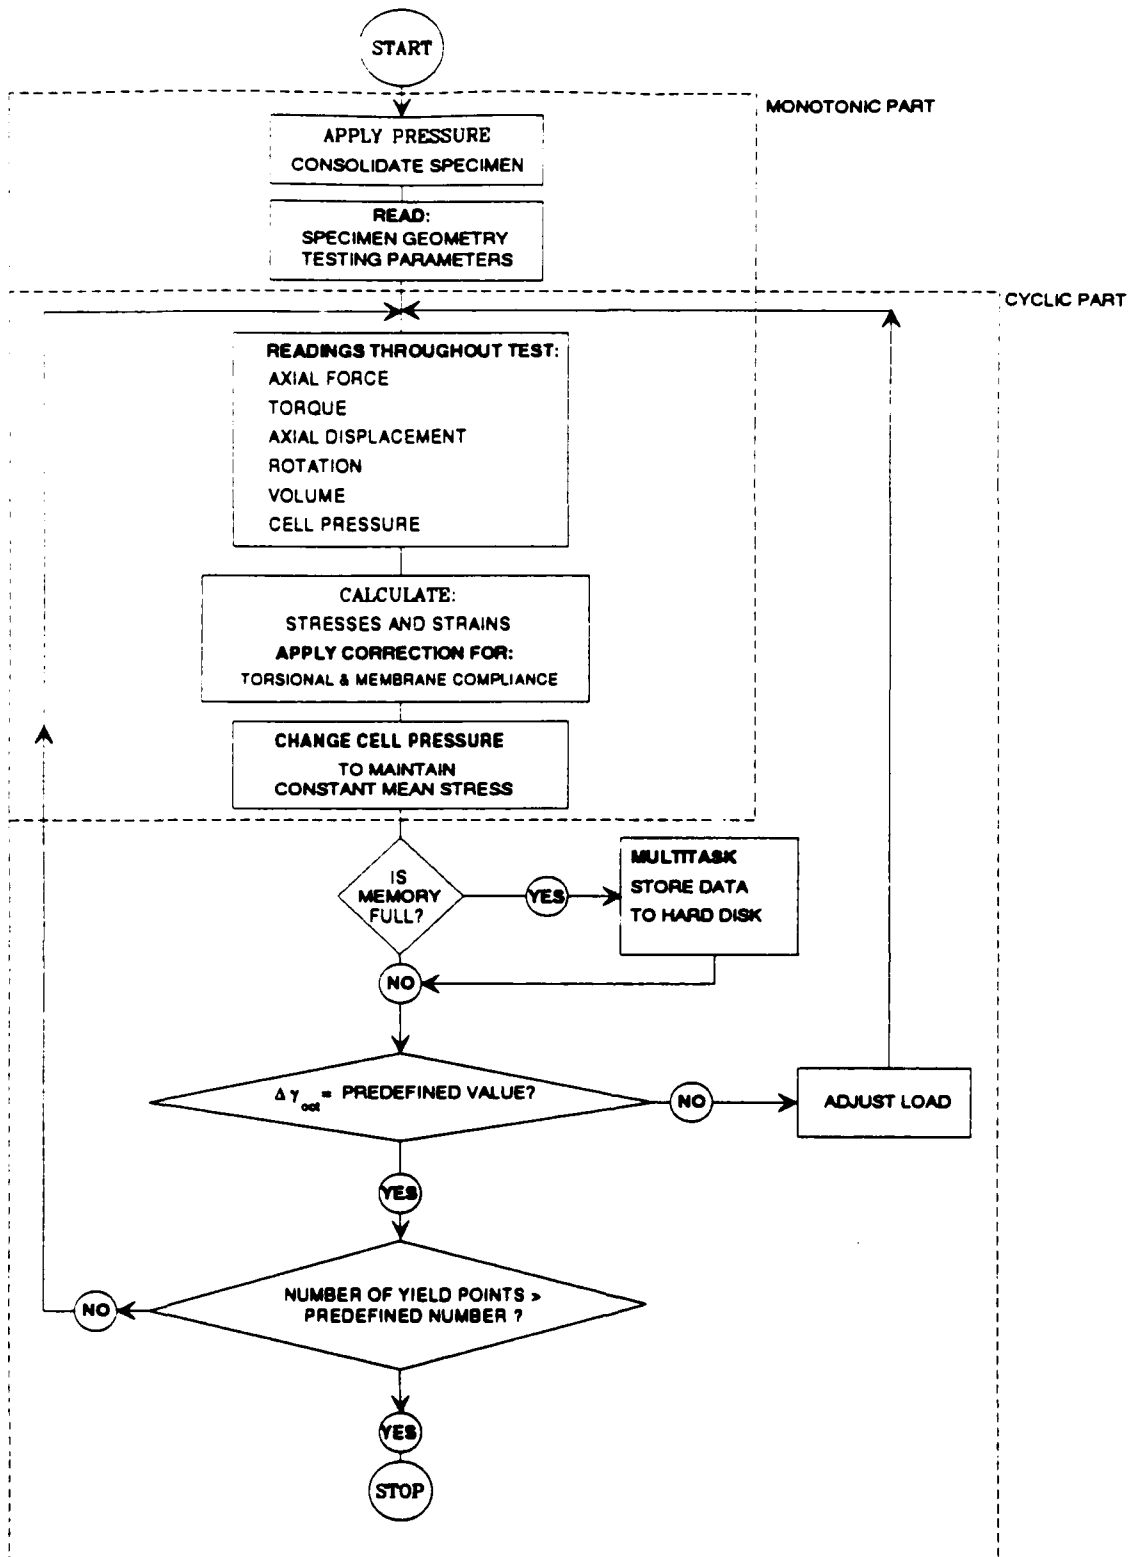 START
MONOTONIC PART
APPLY PRESSURE
CONSOLIDATE SPECIMEN
READ:
SPECIMEN GEOMETRY
TESTING PARAMETERS
CYCLIC PART
READINGS THROUGHOUT TEST:
AXIAL FORCE
TORQUE
AXIAL DISPLACEMENT
ROTATION
VOLUME
CELL PRESSURE
CALCULATE:
STRESSES AND STRAINS
APPLY CORRECTION FOR:
TORSIONAL & MEMBRANE COMPLIANCE
CHANGE CELL PRESSURE
TO MAINTAIN
CONSTANT MEAN STRESS
IS
MEMORY
FULL?
YES
MULTITASK
STORE DATA
TO HARD DISK
NO
Δ γ oct = PREDEFINED VALUE?
NO
ADJUST LOAD
YES
NUMBER OF YIELD POINTS >
PREDEFINED NUMBER ?
NO
YES
STOP